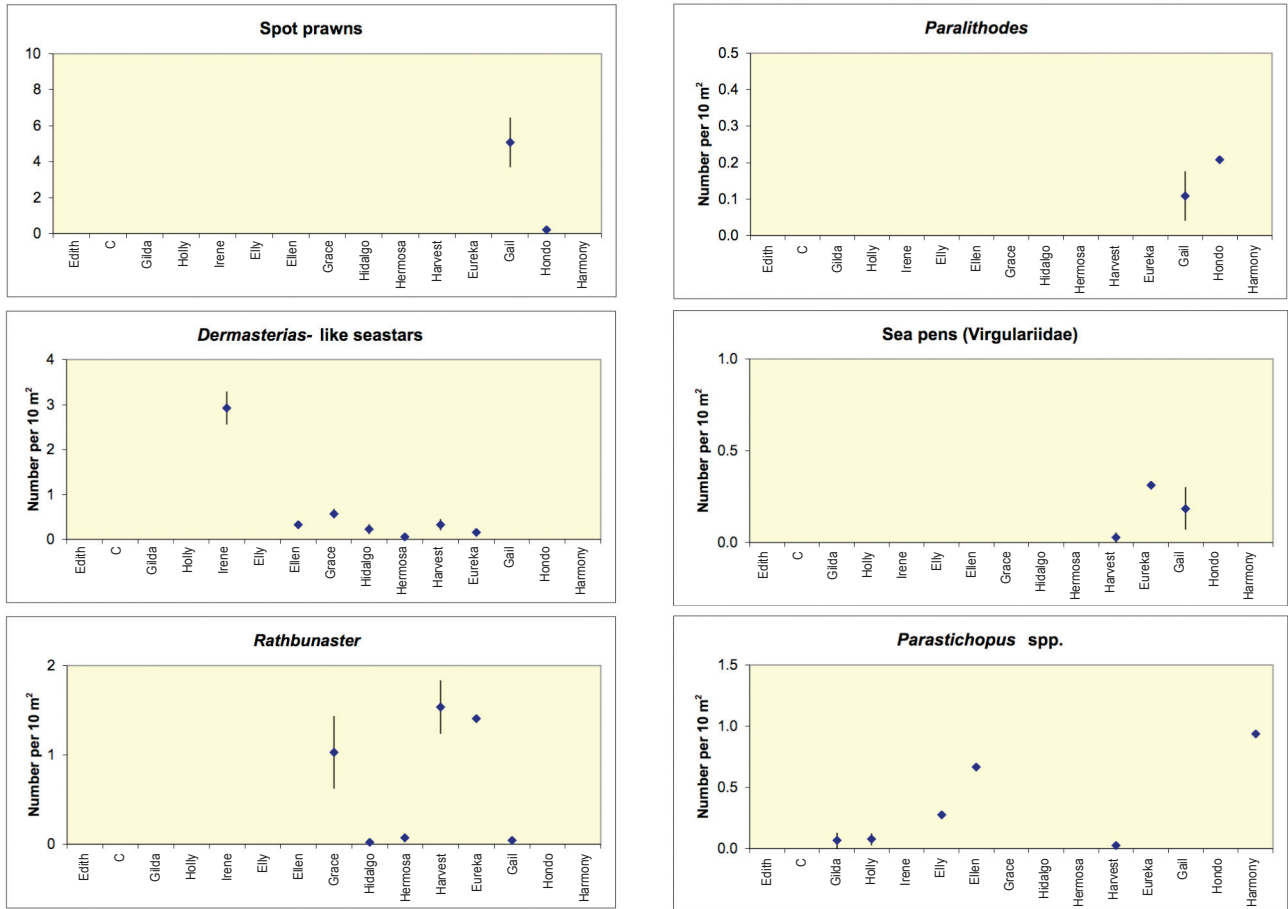 Spot prawns
10
8
6
4
2
0
Edith
C
Gilda
Holly
Irene
Elly
Ellen
Grace
Hidalgo
Hermosa
Harvest
Eureka
Gail
Hondo
Harmony
Paralithodes
Number per 10 m²
0.5
0.4
0.3
0.2
0.1
0.0
Edith
C
Gilda
Holly
Irene
Elly
Ellen
Grace
Hidalgo
Hermosa
Harvest
Eureka
Gail
Hondo
Harmony
Dermasterias- like seastars
Number per 10 m²
4
3
2
1
0
Edith
C
Gilda
Holly
Irene
Elly
Ellen
Grace
Hidalgo
Hermosa
Harvest
Eureka
Gail
Hondo
Harmony
Sea pens (Virgulariidae)
Number per 10 m²
1.0
0.5
0.0
Edith
C
Gilda
Holly
Irene
Elly
Ellen
Grace
Hidalgo
Hermosa
Harvest
Eureka
Gail
Hondo
Harmony
Rathbunaster
Number per 10 m²
2
1
0
Edith
C
Gilda
Holly
Irene
Elly
Ellen
Grace
Hidalgo
Hermosa
Harvest
Eureka
Gail
Hondo
Harmony
Parastichopus spp.
Number per 10 m²
1.5
1.0
0.5
0.0
Edith
C
Gilda
Holly
Irene
Elly
Ellen
Grace
Hidalgo
Hermosa
Harvest
Eureka
Gail
Hondo
Harmony